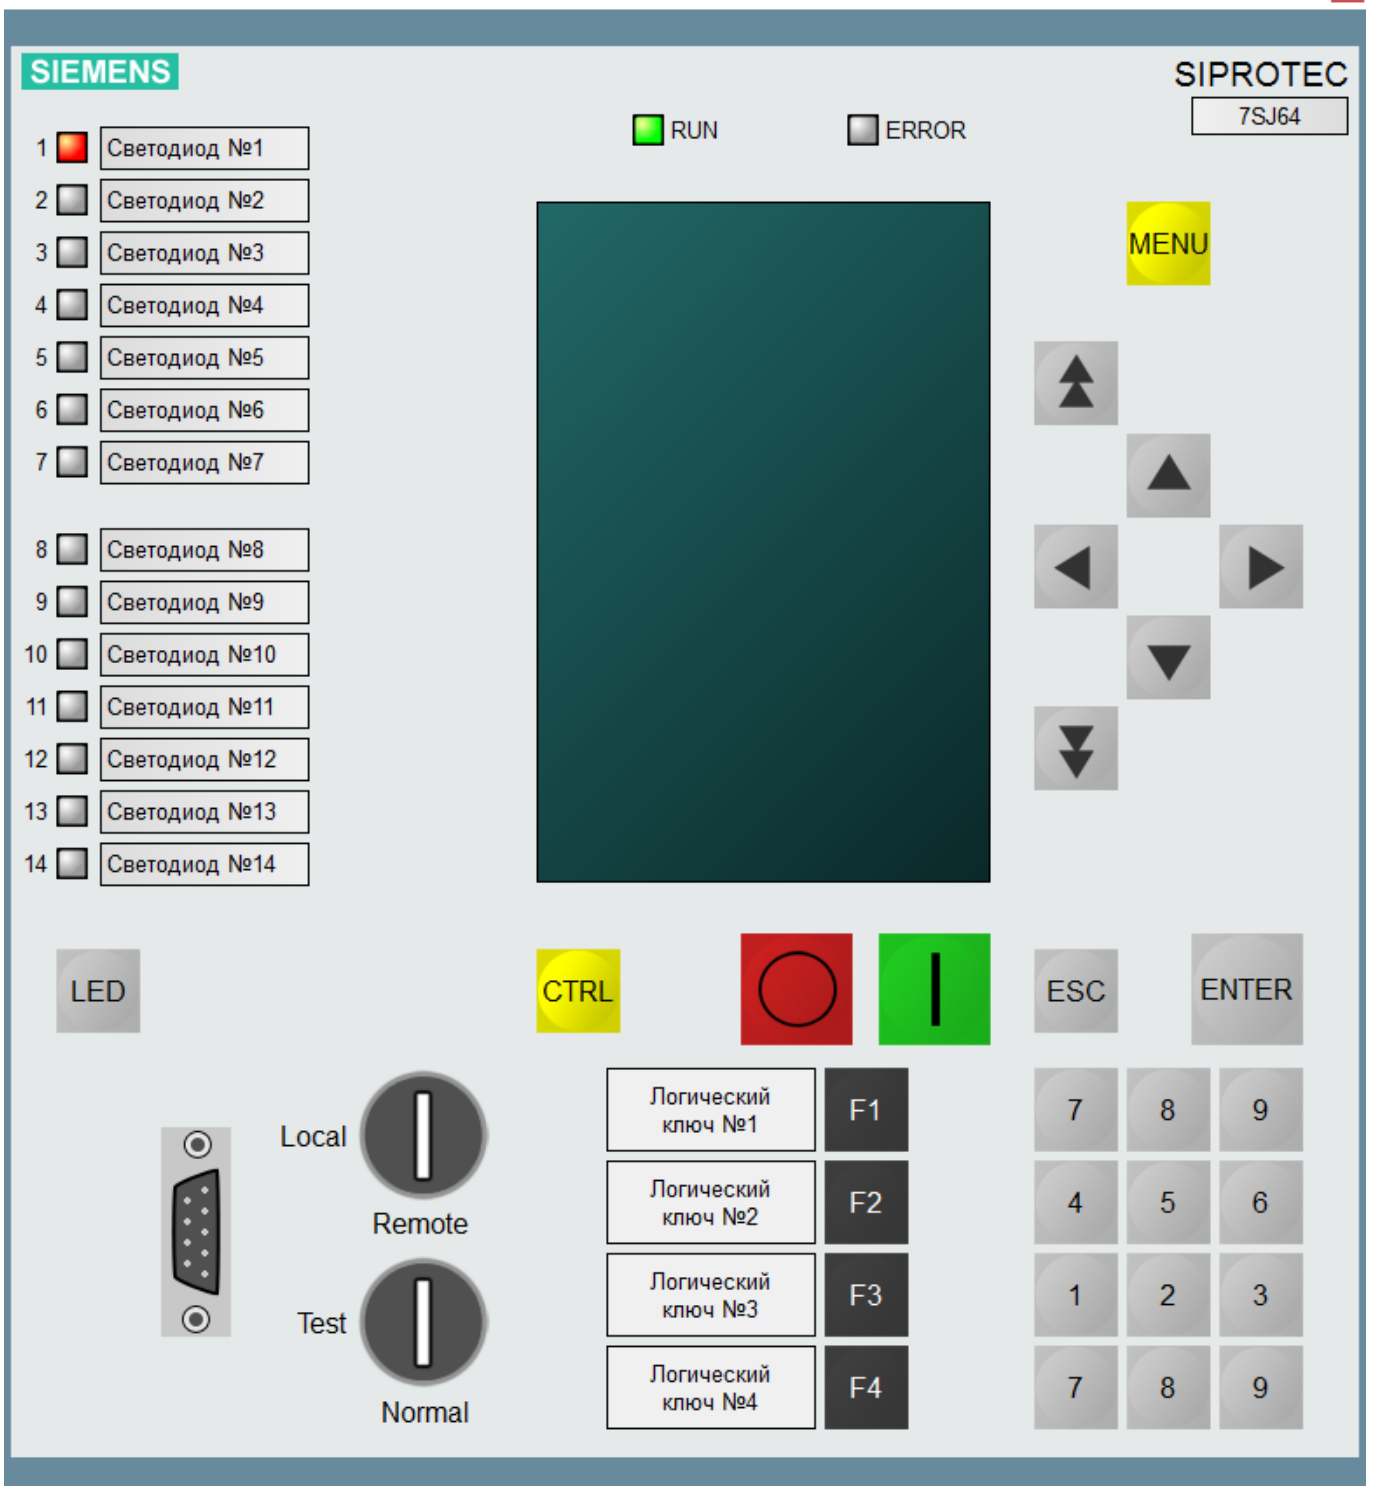 SIEMENS
SIPROTEC
7SJ64
RUN
ERROR
1 Светодиод №1
2 Светодиод №2
3 Светодиод №3
4 Светодиод №4
5 Светодиод №5
6 Светодиод №6
7 Светодиод №7
8 Светодиод №8
9 Светодиод №9
10 Светодиод №10
11 Светодиод №11
12 Светодиод №12
13 Светодиод №13
14 Светодиод №14
MENU
LED
CTRL
ESC
ENTER
Local
Remote
Test
Normal
Логический
ключ №1
F1
Логический
ключ №2
F2
Логический
ключ №3
F3
Логический
ключ №4
F4
7 8 9
4 5 6
1 2 3
7 8 9